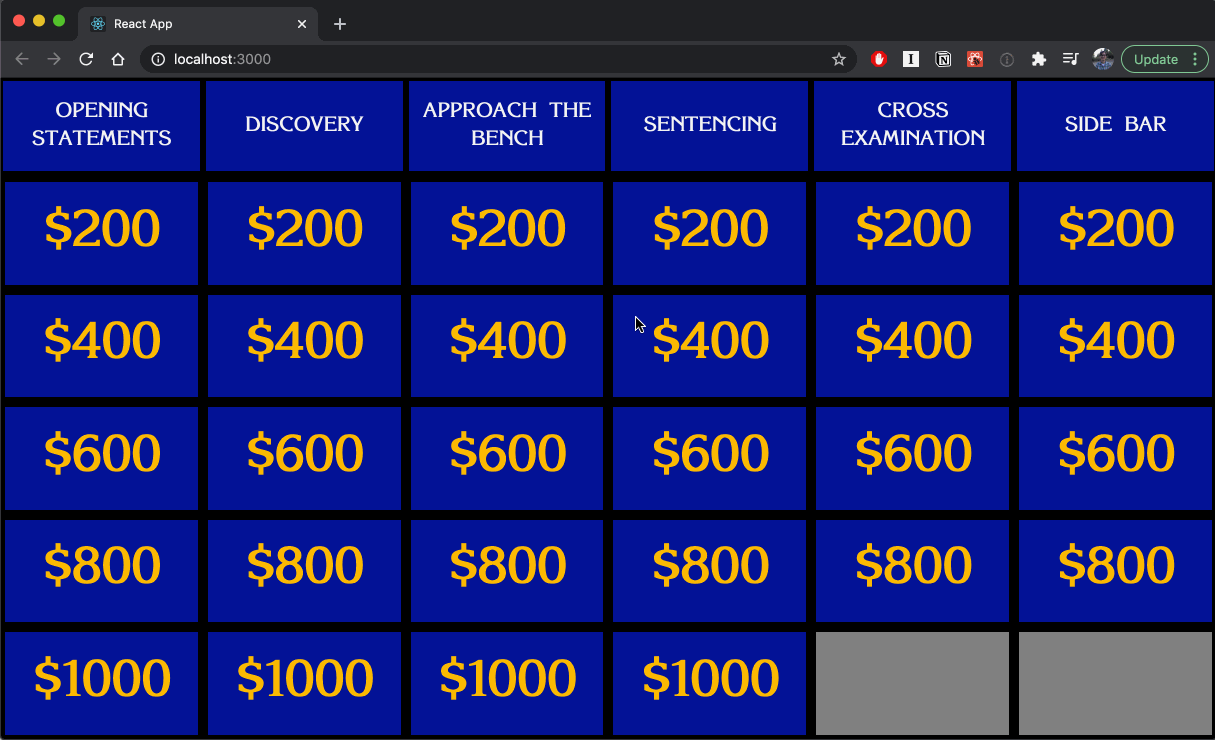 React App
localhost:3000
Update
OPENING
STATEMENTS
DISCOVERY
APPROACH THE
BENCH
SENTENCING
CROSS
EXAMINATION
SIDE BAR
$200 $200 $200 $200 $200 $200
$400 $400 $400 $400 $400 $400
$600 $600 $600 $600 $600 $600
$800 $800 $800 $800 $800 $800
$1000 $1000 $1000 $1000